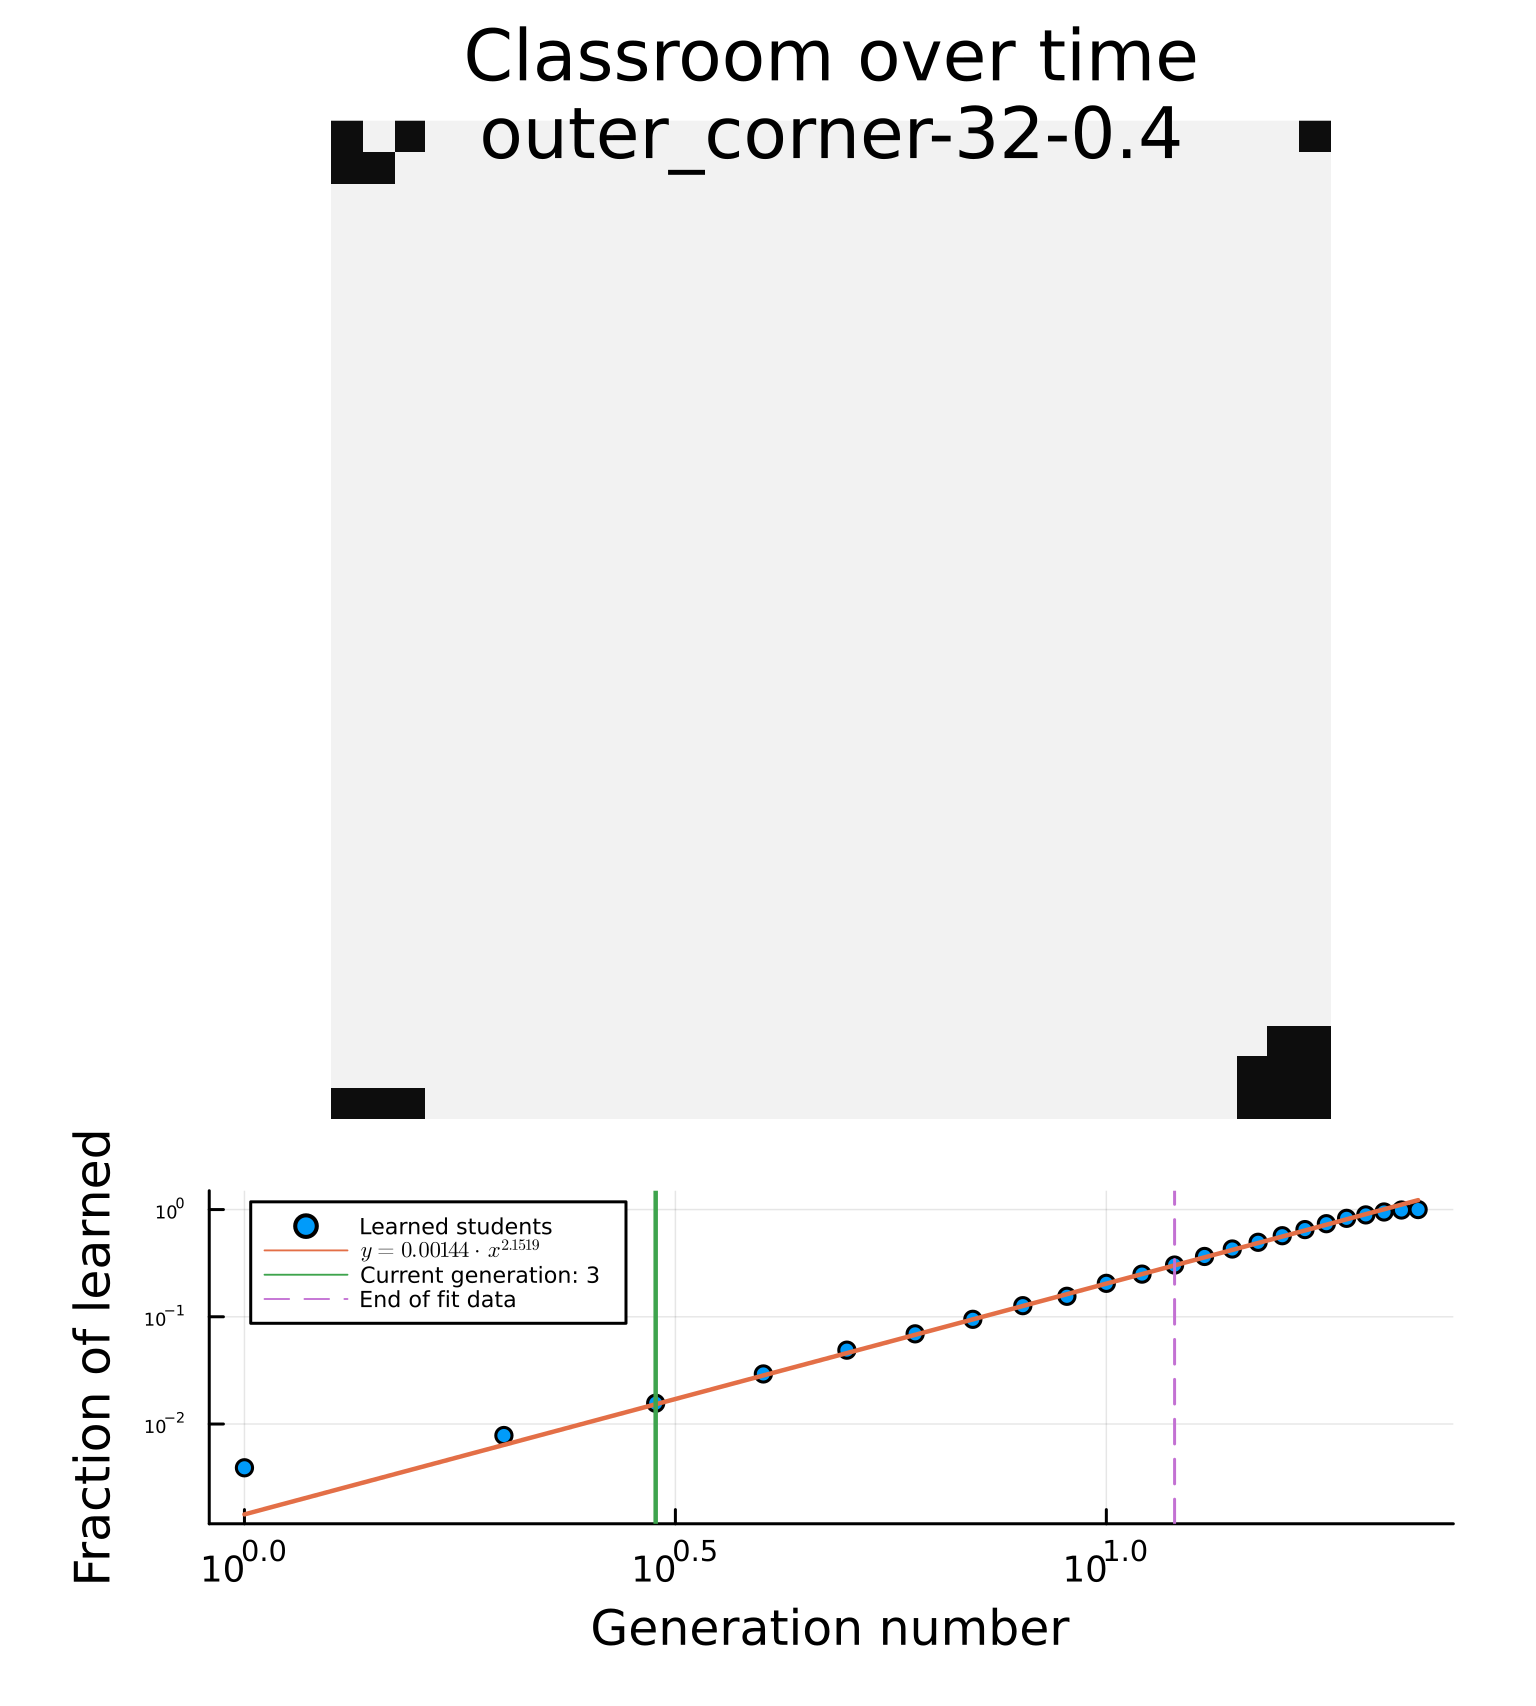 Classroom over time
outer_corner-32-0.4
Fraction of learned
10^0
10^−1
10^−2
Learned students
y = 0.00144 · x^2.1519
Current generation: 3
End of fit data
10^0.0 10^0.5 10^1.0
Generation number